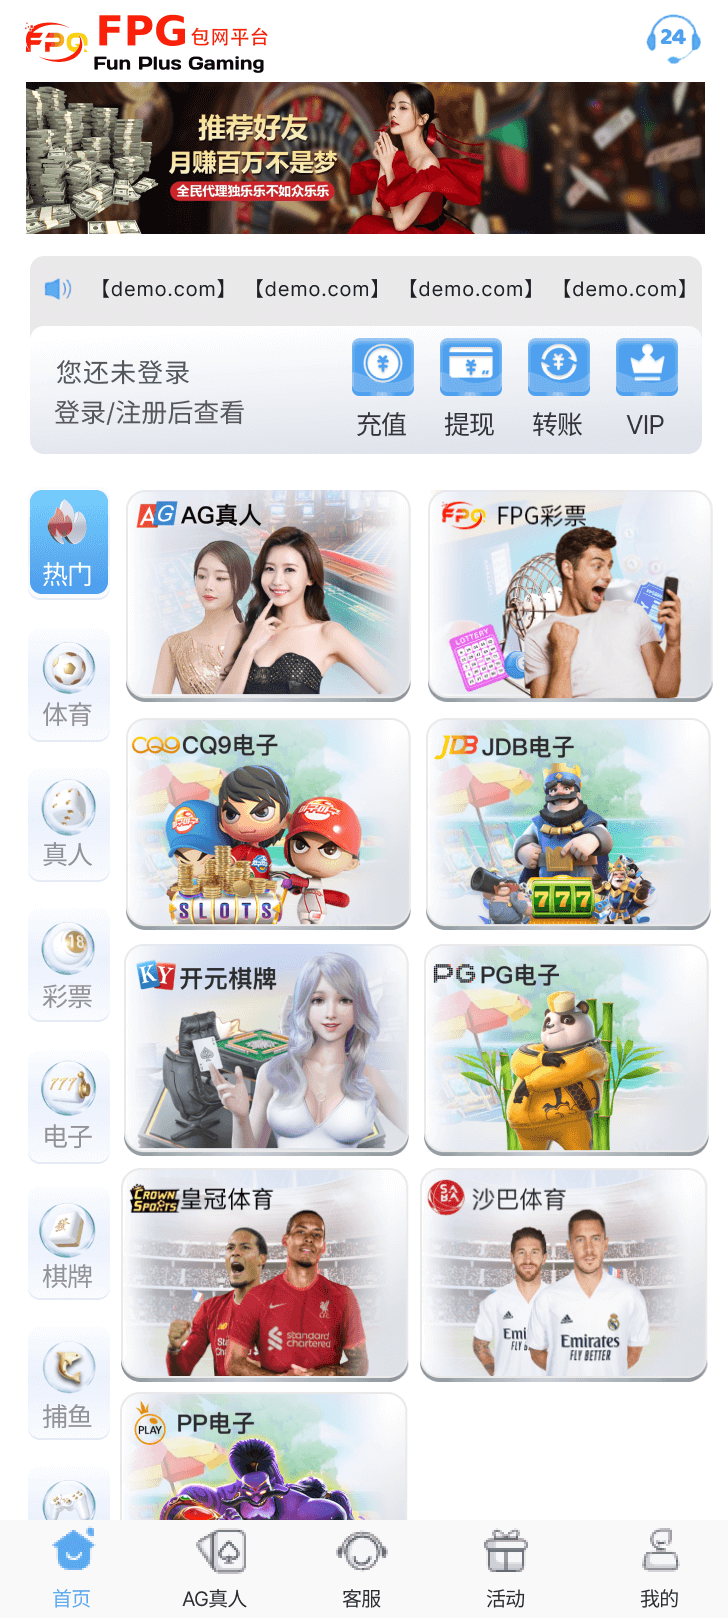 FPG FPG 包网平台
Fun Plus Gaming
24
推荐好友
月赚百万不是梦
全民代理独乐乐不如众乐乐
【demo.com】 【demo.com】 【demo.com】 【demo.com】
您还未登录
登录/注册后查看
充值 提现 转账 VIP
热门
体育
真人
彩票
电子
棋牌
捕鱼
AG AG真人
FPG FPG彩票
LOTTERY
CQ9 CQ9电子
SLOTS
JDB JDB电子
777
KY 开元棋牌
PG PG电子
CROWN SPORTS 皇冠体育
standard chartered
SABA 沙巴体育
Emirates
FLY BETTER
PLAY PP电子
18
777
首页 AG真人 客服 活动 我的